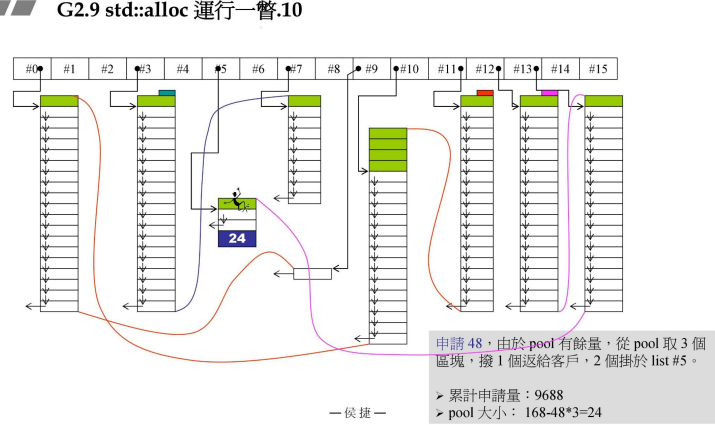 G2.9 std::alloc 運行一瞥.10
#0 #1 #2 #3 #4 #5 #6 #7 #8 #9 #10 #11 #12 #13 #14 #15
24
申請 48，由於 pool 有餘量，從 pool 取 3 個
區塊，撥 1 個返給客戶，2 個掛於 list #5。
➢ 累計申請量：9688
➢ pool 大小： 168-48*3=24
—侯捷—